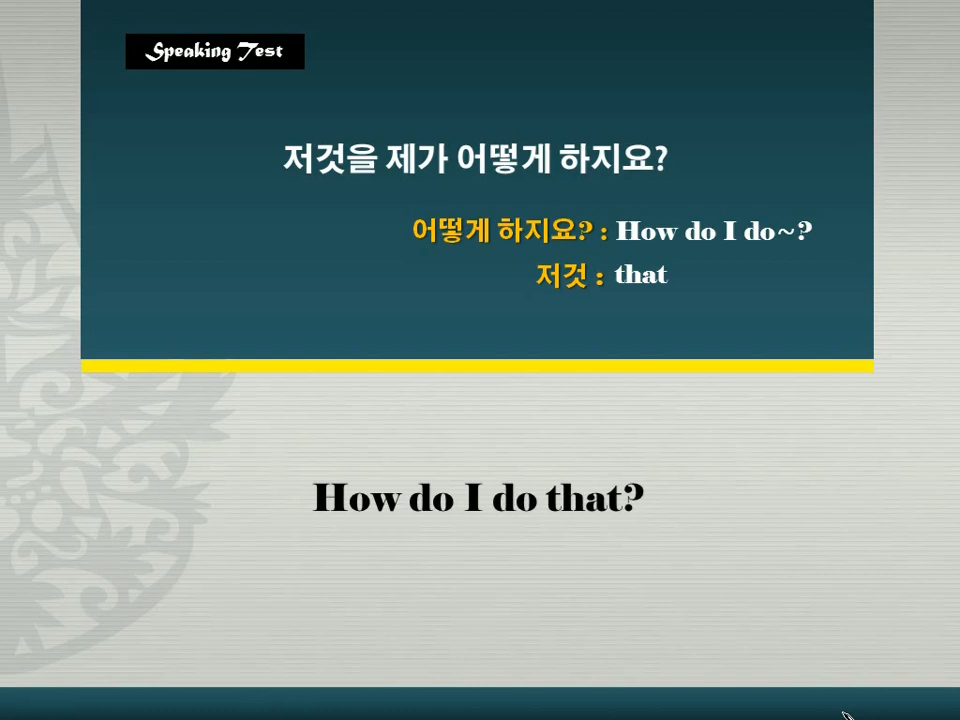 Speaking Test
저것을 제가 어떻게 하지요?
어떻게 하지요? : How do I do~?
저것 : that
How do I do that?